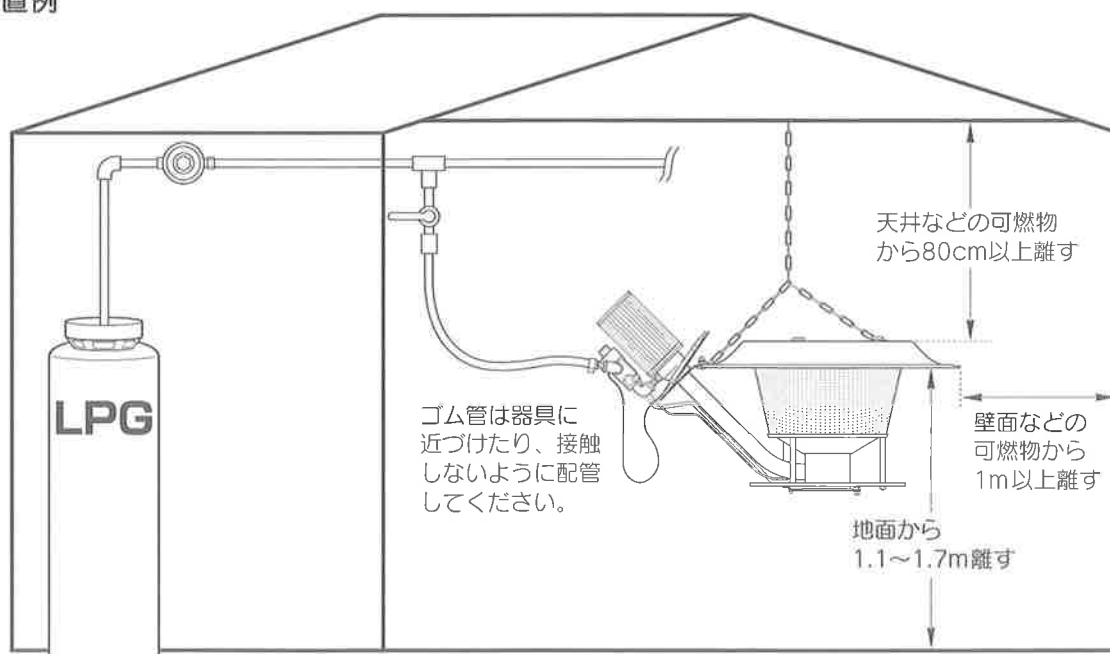 置例
天井などの可燃物
から80cm以上離す
LPG
ゴム管は器具に
近づけたり、接触
しないように配管
してください。
壁面などの
可燃物から
1m以上離す
地面から
1.1～1.7m離す